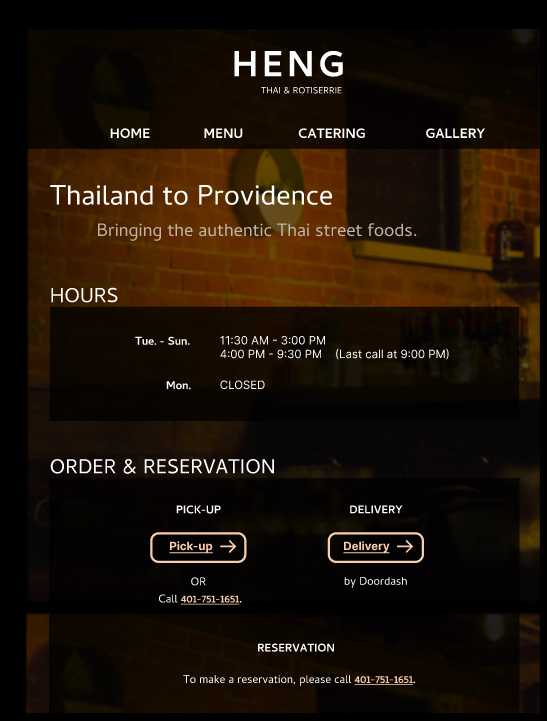 HENG
THAI & ROTISERRIE
HOME MENU CATERING GALLERY
Thailand to Providence
Bringing the authentic Thai street foods.
HOURS
Tue. - Sun. 11:30 AM - 3:00 PM
4:00 PM - 9:30 PM (Last call at 9:00 PM)
Mon. CLOSED
ORDER & RESERVATION
PICK-UP DELIVERY
Pick-up → Delivery →
OR by Doordash
Call 401-751-1651.
RESERVATION
To make a reservation, please call 401-751-1651.